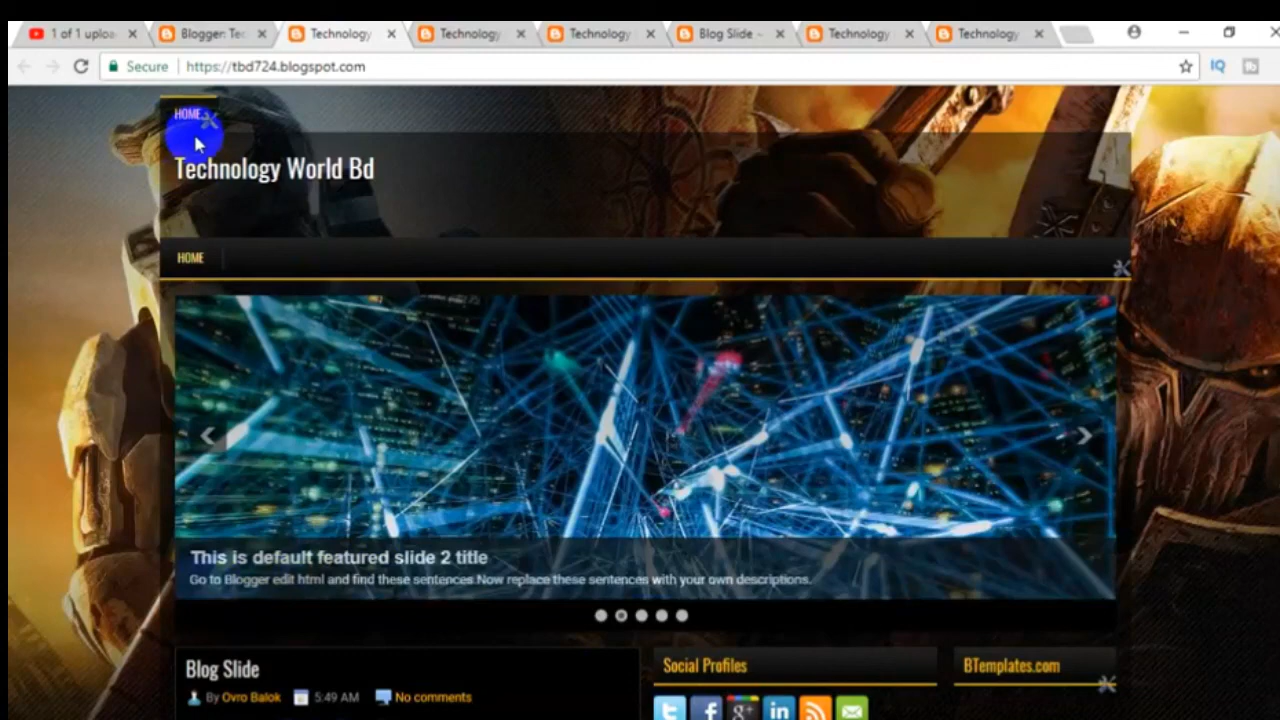 1 of 1 uploa
Blogger: Tec
Technology
Technology
Technology
Blog Slide ~
Technology
Technology
Secure
https://tbd724.blogspot.com
IQ
HOME
Technology World Bd
HOME
This is default featured slide 2 title
Go to Blogger edit html and find these sentences.Now replace these sentences with your own descriptions.
Blog Slide
By Ovro Balok 5:49 AM No comments
Social Profiles
BTemplates.com